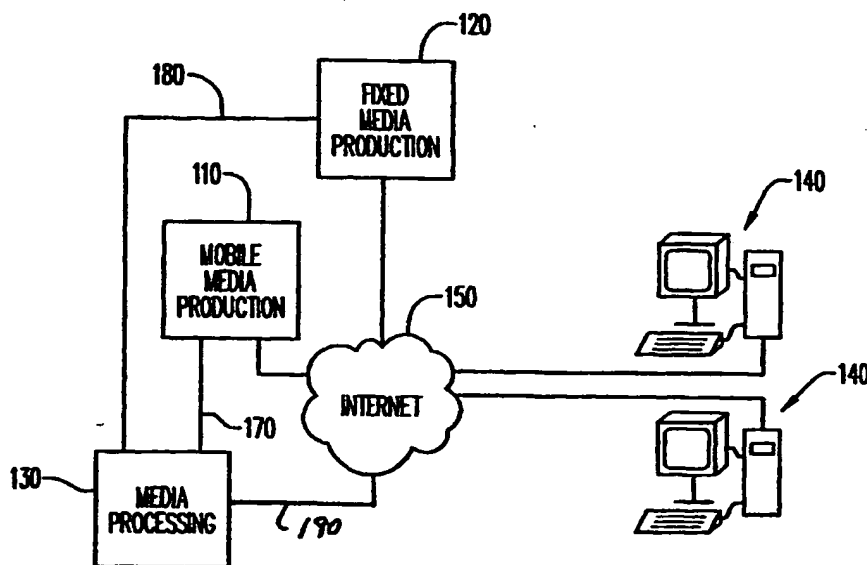 120
180
FIXED
MEDIA
PRODUCTION
110
140
MOBILE
MEDIA
PRODUCTION
150
INTERNET
140
170
130
MEDIA
PROCESSING
190